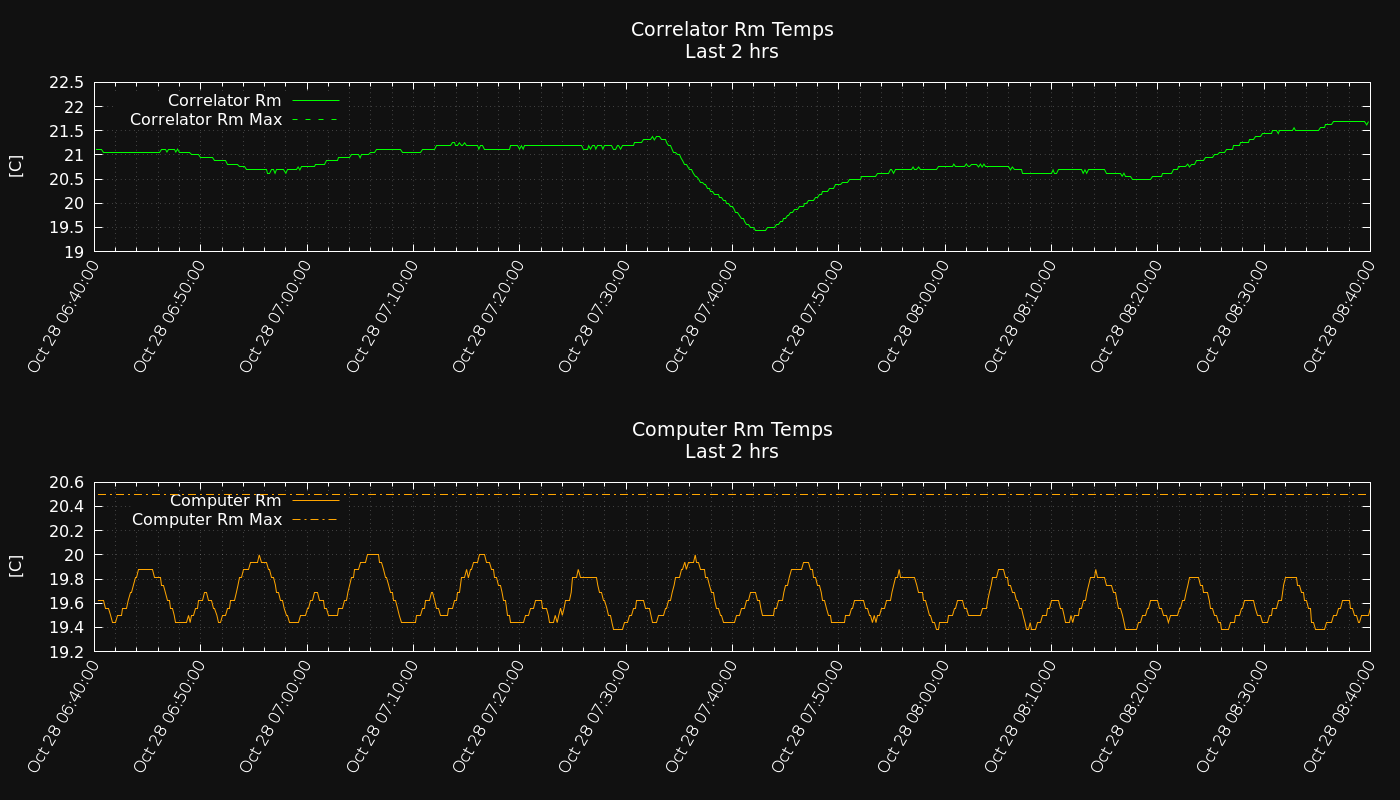 Correlator Rm Temps
Last 2 hrs
22.5
22
21.5
21
20.5
20
19.5
19
[C]
Correlator Rm
Correlator Rm Max
Oct 28 06:40:00
Oct 28 06:50:00
Oct 28 07:00:00
Oct 28 07:10:00
Oct 28 07:20:00
Oct 28 07:30:00
Oct 28 07:40:00
Oct 28 07:50:00
Oct 28 08:00:00
Oct 28 08:10:00
Oct 28 08:20:00
Oct 28 08:30:00
Oct 28 08:40:00
Computer Rm Temps
Last 2 hrs
20.6
20.4
20.2
20
19.8
19.6
19.4
19.2
[C]
Computer Rm
Computer Rm Max
Oct 28 06:40:00
Oct 28 06:50:00
Oct 28 07:00:00
Oct 28 07:10:00
Oct 28 07:20:00
Oct 28 07:30:00
Oct 28 07:40:00
Oct 28 07:50:00
Oct 28 08:00:00
Oct 28 08:10:00
Oct 28 08:20:00
Oct 28 08:30:00
Oct 28 08:40:00